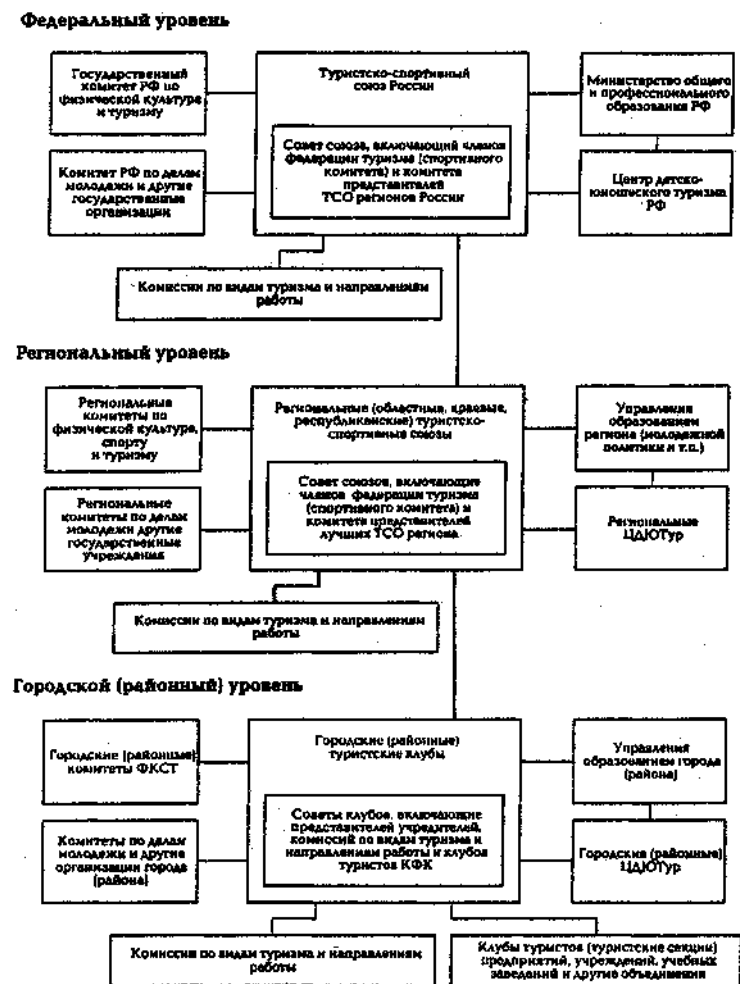 Федеральный уровень
Государственный
комитет РФ по
физической культуре
и туризму
Туристско-спортивный
союз России
Министерство общего
и профессионального
образования РФ
Совет союза, включающий членов
федерации туризма (спортивного
комитета) и комитета
представителей
ТСО регионов России
Комитет РФ по делам
молодежи и другие
государственные
организации
Центр детско-
юношеского туризма
РФ
Комиссии по видам туризма и направлениям
работы
Региональный уровень
Региональные
комитеты по
физической культуре,
спорту
и туризму
Региональные (областные, краевые,
республиканские) туристско-
спортивные союзы
Управления
образованием
региона (молодежной
политики и т.п.)
Совет союзов, включающие
членов федерации туризма
(спортивного комитета) и
комитета представителей
лучших ТСО региона
Региональные
комитеты по делам
молодежи другие
государственные
учреждения
Региональные
ЦДЮТур
Комиссии по видам туризма и направлениям
работы
Городской (районный) уровень
Городские (районные)
комитеты ФКСТ
Городские (районные)
туристские клубы
Управления
образованием города
(района)
Советы клубов, включающие
представителей учредителей,
комиссий по видам туризма и
направлениям работы и клубов
туристов КФК
Комитеты по делам
молодежи и другие
организации города
(района)
Городские (районные)
ЦДЮТур
Комиссии по видам туризма и направлениям
работы
Клубы туристов (туристские секции)
предприятий, учреждений, учебных
заведений и другие объединения